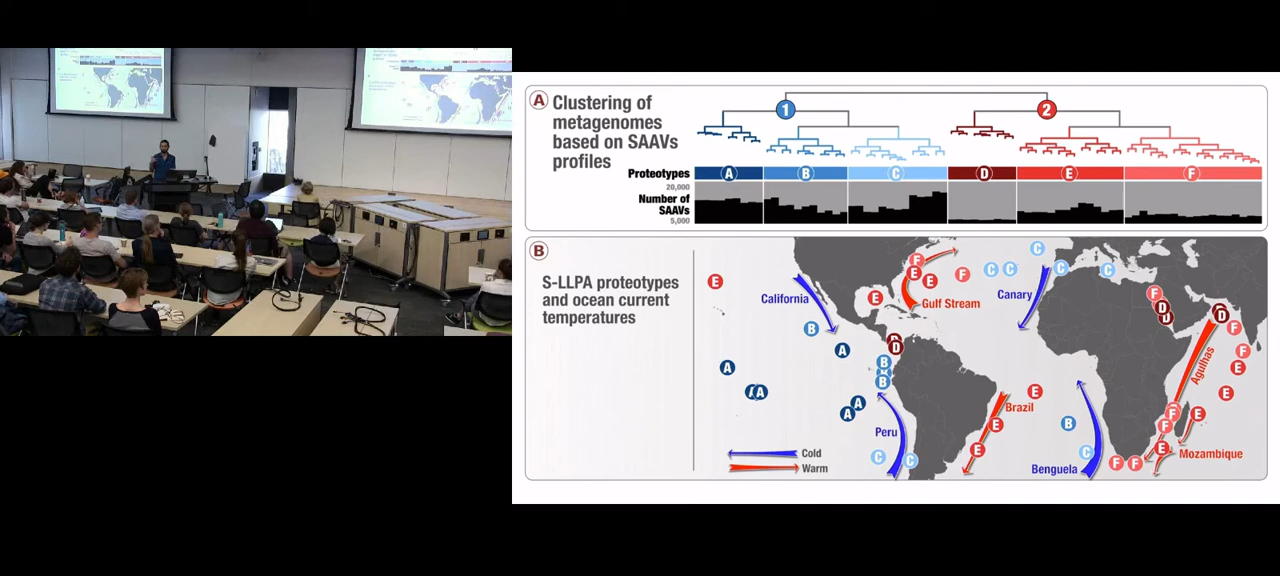 A
Clustering of
metagenomes
based on SAAVs
profiles
1
2
Proteotypes
A B C D E F
20,000
Number of
SAAVs
5,000
B
S-LLPA proteotypes
and ocean current
temperatures
California
Gulf Stream
Canary
Agulhas
Brazil
Peru
Benguela
Mozambique
Cold
Warm
E
B
A
A
A
A
A
B
B
C
C
F
E
E
F
E
D
C
C
C
C
C
E
E
E
B
C
F
D
D
D
F
F
E
E
E
F
F
E
F
F